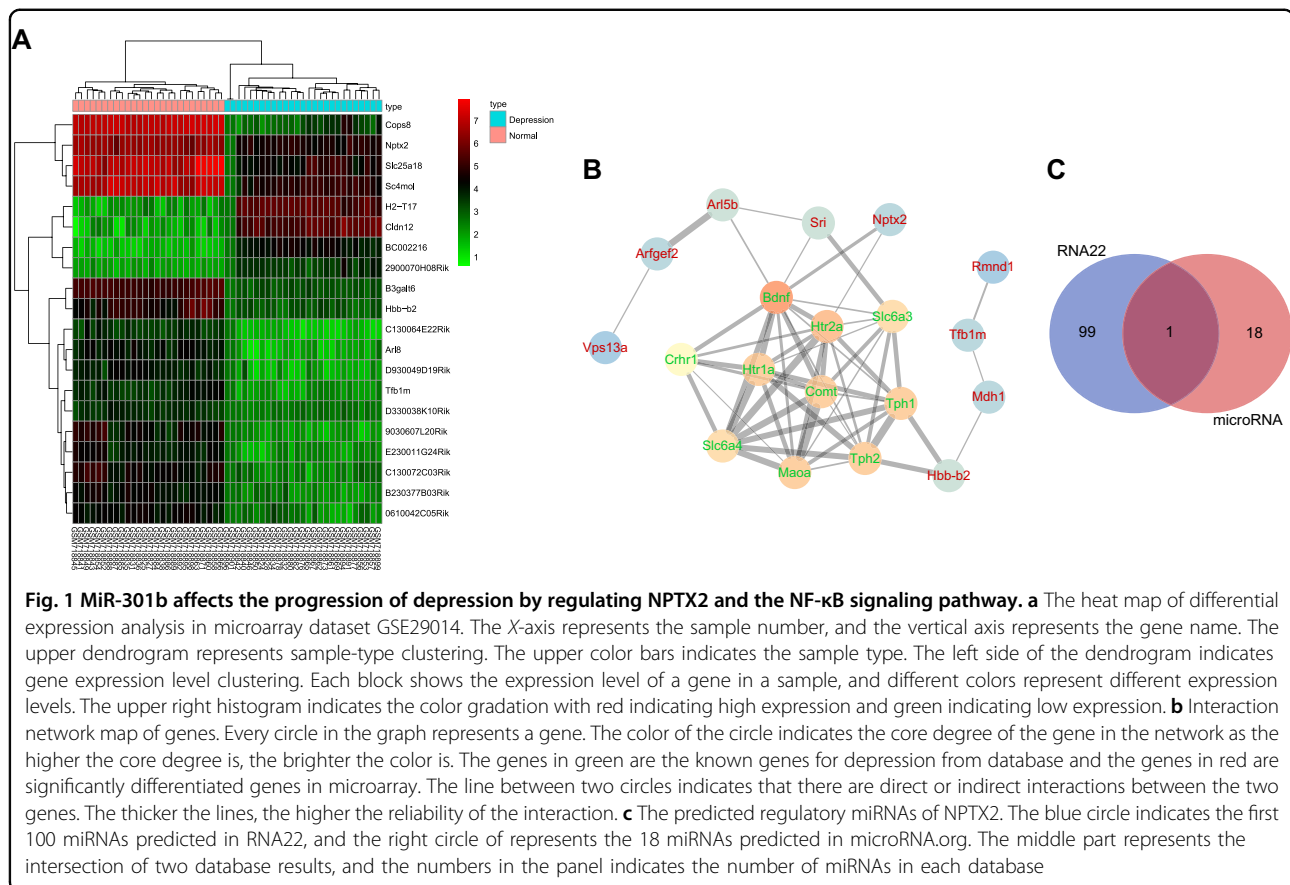 A
type
7
6
5
4
3
2
1
type
Depression
Normal
Cops8
Nptx2
Slc25a18
Sc4mol
H2−T17
Cldn12
BC002216
2900070H08Rik
B3galt6
Hbb−b2
C130064E22Rik
Arl8
D930049D19Rik
Tfb1m
D330038K10Rik
9030607L20Rik
E230011G24Rik
C130072C03Rik
B230377B03Rik
0610042C05Rik
B
Arl5b
Sri
Nptx2
Arfgef2
Rmnd1
Bdnf
Htr2a
Slc6a3
Vps13a
Tfb1m
Crhr1
Htr1a
Comt
Tph1
Mdh1
Slc6a4
Maoa
Tph2
Hbb-b2
C
RNA22
99
1
18
microRNA
Fig. 1 MiR-301b affects the progression of depression by regulating NPTX2 and the NF-κB signaling pathway. a The heat map of differential
expression analysis in microarray dataset GSE29014. The X-axis represents the sample number, and the vertical axis represents the gene name. The
upper dendrogram represents sample-type clustering. The upper color bars indicates the sample type. The left side of the dendrogram indicates
gene expression level clustering. Each block shows the expression level of a gene in a sample, and different colors represent different expression
levels. The upper right histogram indicates the color gradation with red indicating high expression and green indicating low expression. b Interaction
network map of genes. Every circle in the graph represents a gene. The color of the circle indicates the core degree of the gene in the network as the
higher the core degree is, the brighter the color is. The genes in green are the known genes for depression from database and the genes in red are
significantly differentiated genes in microarray. The line between two circles indicates that there are direct or indirect interactions between the two
genes. The thicker the lines, the higher the reliability of the interaction. c The predicted regulatory miRNAs of NPTX2. The blue circle indicates the first
100 miRNAs predicted in RNA22, and the right circle of represents the 18 miRNAs predicted in microRNA.org. The middle part represents the
intersection of two database results, and the numbers in the panel indicates the number of miRNAs in each database